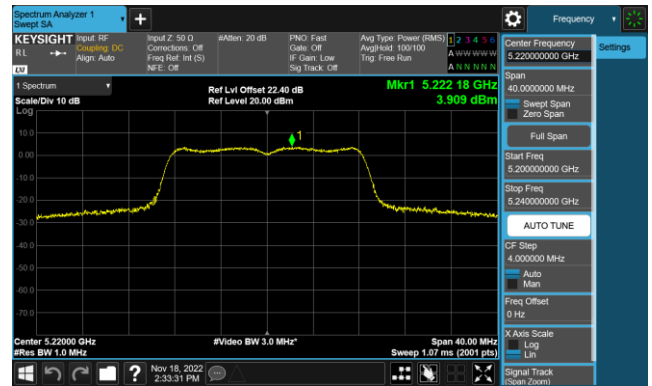 Spectrum Analyzer 1
Swept SA
+
Frequency
KEYSIGHT
RL
LXI
Input: RF
Coupling: DC
Align: Auto
Input Z: 50 Ω
Corrections: Off
Freq Ref: Int (S)
NFE: Off
#Atten: 20 dB
PNO: Fast
Gate: Off
IF Gain: Low
Sig Track: Off
Avg Type: Power (RMS)
Avg|Hold: 100/100
Trig: Free Run
1 2 3 4 5 6
A W W W W W
A N N N N N
1 Spectrum
Scale/Div 10 dB
Log
Ref Lvl Offset 22.40 dB
Ref Level 20.00 dBm
Mkr1 5.222 18 GHz
3.909 dBm
1
10.0
0.00
-10.0
-20.0
-30.0
-40.0
-50.0
-60.0
-70.0
Center 5.22000 GHz
#Res BW 1.0 MHz
#Video BW 3.0 MHz*
Span 40.00 MHz
Sweep 1.07 ms (2001 pts)
Center Frequency
5.220000000 GHz
Settings
Span
40.0000000 MHz
Swept Span
Zero Span
Full Span
Start Freq
5.200000000 GHz
Stop Freq
5.240000000 GHz
AUTO TUNE
CF Step
4.000000 MHz
Auto
Man
Freq Offset
0 Hz
X Axis Scale
Log
Lin
Signal Track
(Span Zoom)
?
Nov 18, 2022
2:33:31 PM